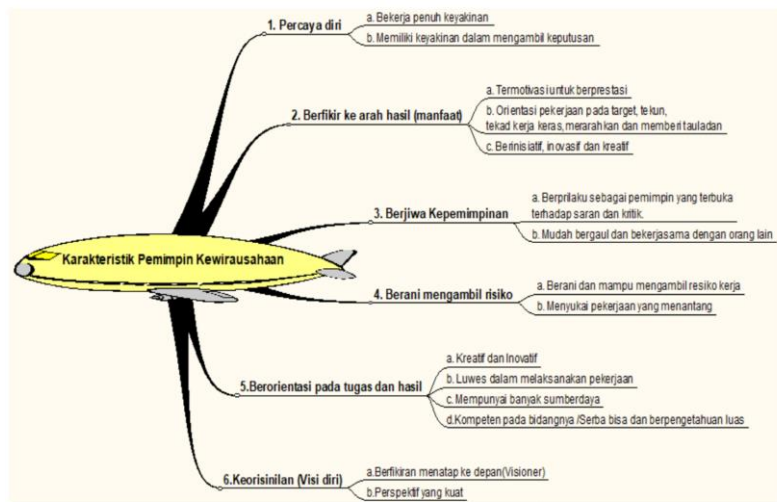 Karakteristik Pemimpin Kewirausahaan
1. Percaya diri
a. Bekerja penuh keyakinan
b. Memiliki keyakinan dalam mengambil keputusan
2. Berfikir ke arah hasil (manfaat)
a. Termotivasi untuk berprestasi
b. Orientasi pekerjaan pada target, tekun,
tekad kerja keras, merarahkan dan memberi tauladan
c. Berinisiatif, inovasif dan kreatif
3. Berjiwa Kepemimpinan
a. Berprilaku sebagai pemimpin yang terbuka
terhadap saran dan kritik.
b. Mudah bergaul dan bekerjasama dengan orang lain
4. Berani mengambil risiko
a. Berani dan mampu mengambil resiko kerja
b. Menyukai pekerjaan yang menantang
5.Berorientasi pada tugas dan hasil
a. Kreatif dan Inovatif
b. Luwes dalam melaksanakan pekerjaan
c. Mempunyai banyak sumberdaya
d.Kompeten pada bidangnya /Serba bisa dan berpengetahuan luas
6.Keorisinilan (Visi diri)
a.Berfikiran menatap ke depan(Visioner)
b.Perspektif yang kuat